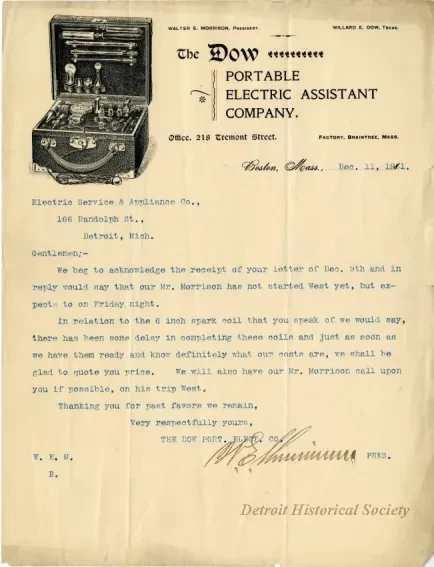 WALTER E. MORRISON, PRESIDENT. WILLARD E. DOW, TREAS.
The Dow
PORTABLE
ELECTRIC ASSISTANT
COMPANY.
Office, 218 Tremont Street. FACTORY, BRAINTREE, MASS.
Boston, Mass., Dec. 11, 1
Electric Service & Appliance Co.,
166 Randolph St.,
Detroit, Mich.
Gentlemen;-
We beg to acknowledge the receipt of your letter of Dec. 9th and in
reply would say that our Mr. Morrison has not started West yet, but ex-
pects to on Friday night.
In relation to the 6 inch spark coil that you speak of we would say,
there has been some delay in completing these coils and just as soon as
we have them ready and know definitely what our costs are, we shall be
glad to quote you price. We will also have our Mr. Morrison call upon
you if possible, on his trip West.
Thanking you for past favors we remain,
Very respectfully yours,
THE DOW PORT. ELECT. CO.
PRES.
W. E. M.
B.
Detroit Historical Society